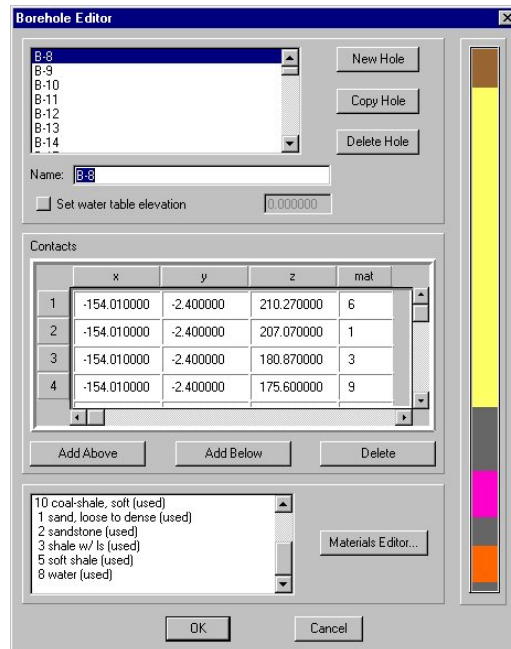 Borehole Editor
B-8
B-9
B-10
B-11
B-12
B-13
B-14
New Hole
Copy Hole
Delete Hole
Name: B-8
Set water table elevation 0.000000
Contacts
x y z mat
1 -154.010000 -2.400000 210.270000 6
2 -154.010000 -2.400000 207.070000 1
3 -154.010000 -2.400000 180.870000 3
4 -154.010000 -2.400000 175.600000 9
Add Above Add Below Delete
10 coal-shale, soft (used)
1 sand, loose to dense (used)
2 sandstone (used)
3 shale w/ ls (used)
5 soft shale (used)
8 water (used)
Materials Editor...
OK Cancel